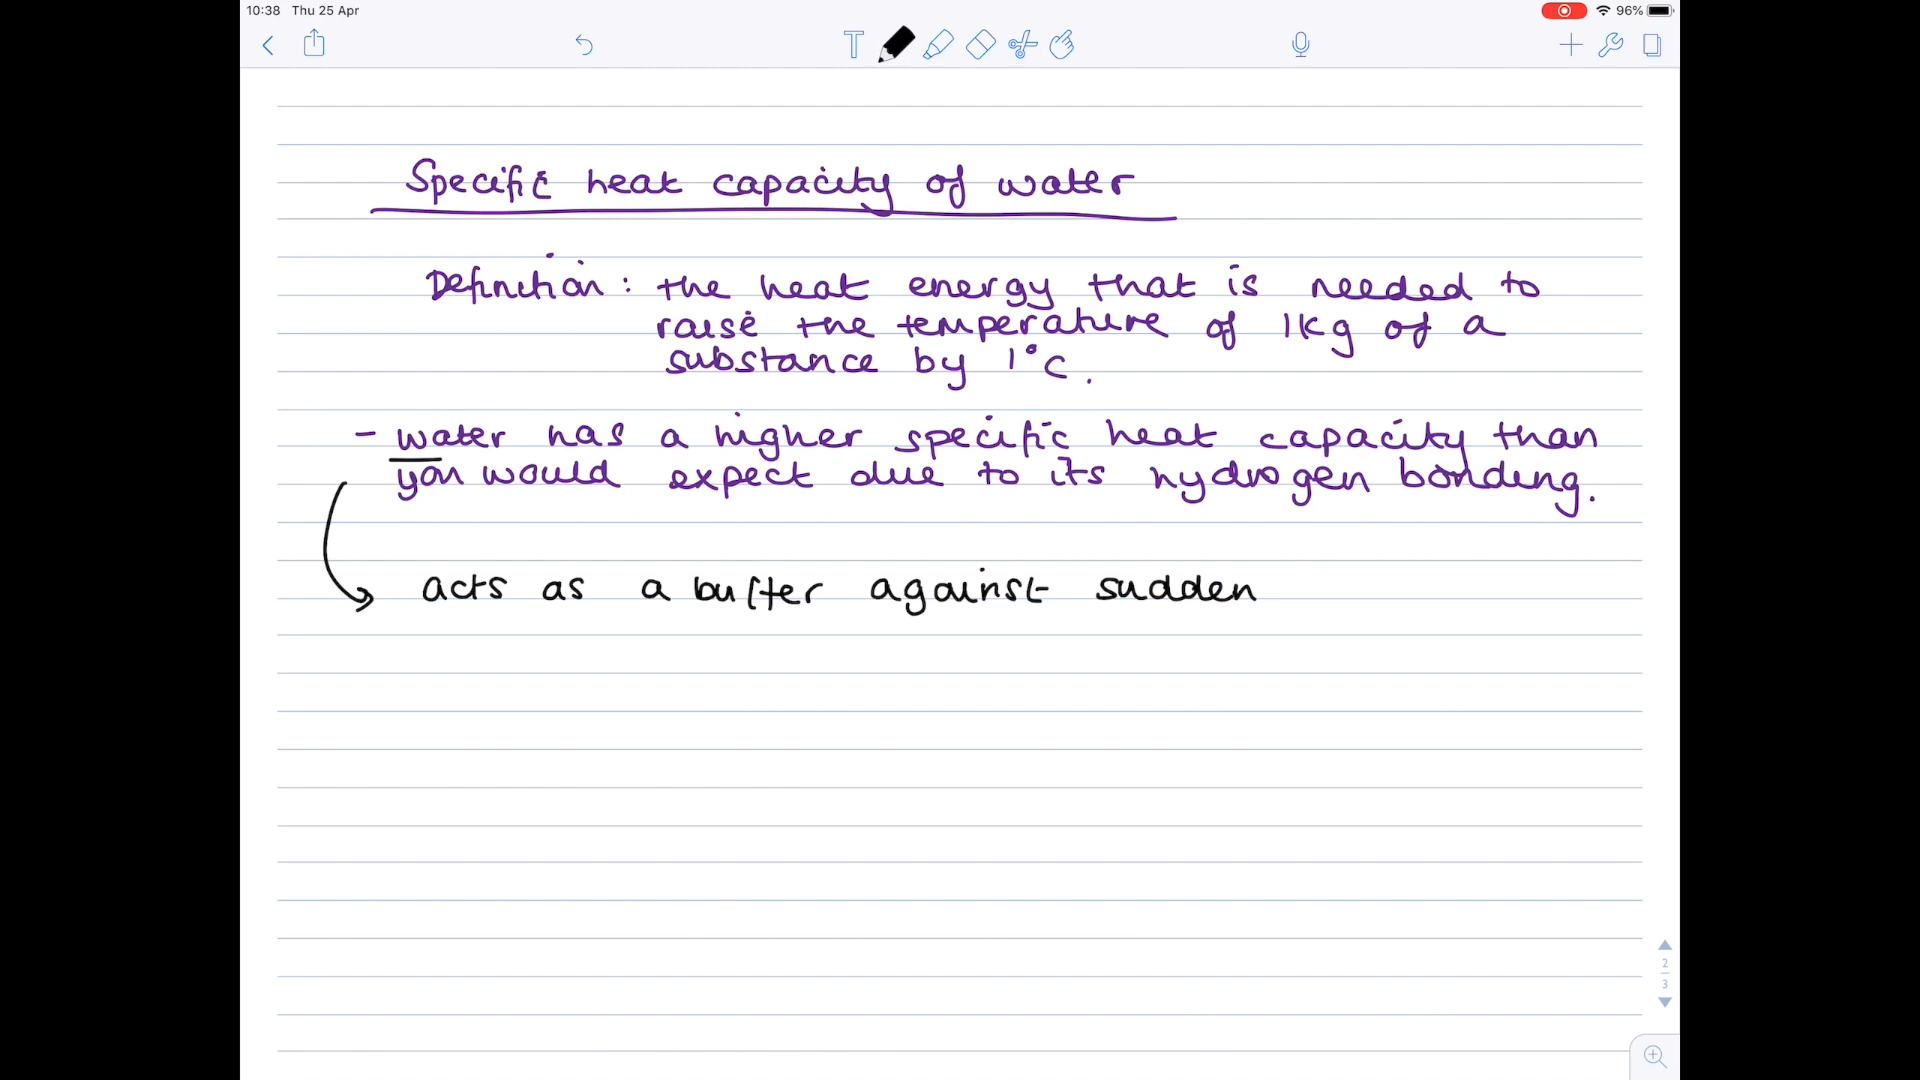 10:38 Thu 25 Apr
96%
T
Specific heat capacity of water
Definition: the heat energy that is needed to
raise the temperature of 1kg of a
substance by 1°C.
- water has a higher specific heat capacity than
you would expect due to its hydrogen bonding.
acts as a buffer against sudden
2
3